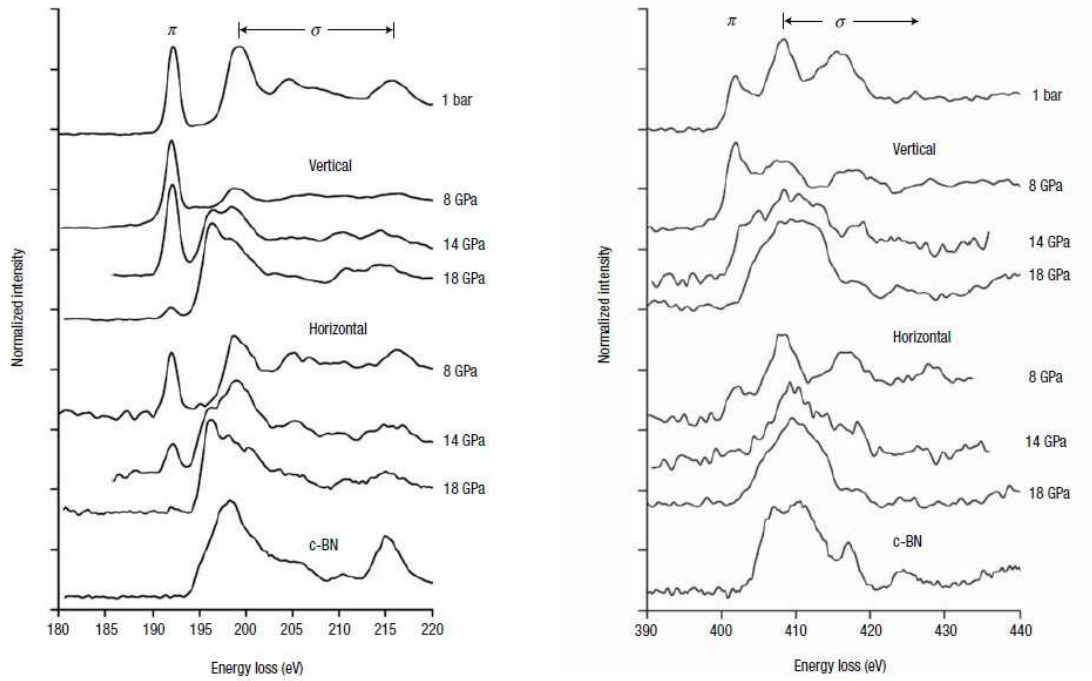 π
σ
1 bar
Vertical
8 GPa
14 GPa
18 GPa
Horizontal
8 GPa
14 GPa
18 GPa
c-BN
Normalized intensity
180 185 190 195 200 205 210 215 220
Energy loss (eV)
π
σ
1 bar
Vertical
8 GPa
14 GPa
18 GPa
Horizontal
8 GPa
14 GPa
18 GPa
c-BN
Normalized intensity
390 400 410 420 430 440
Energy loss (eV)